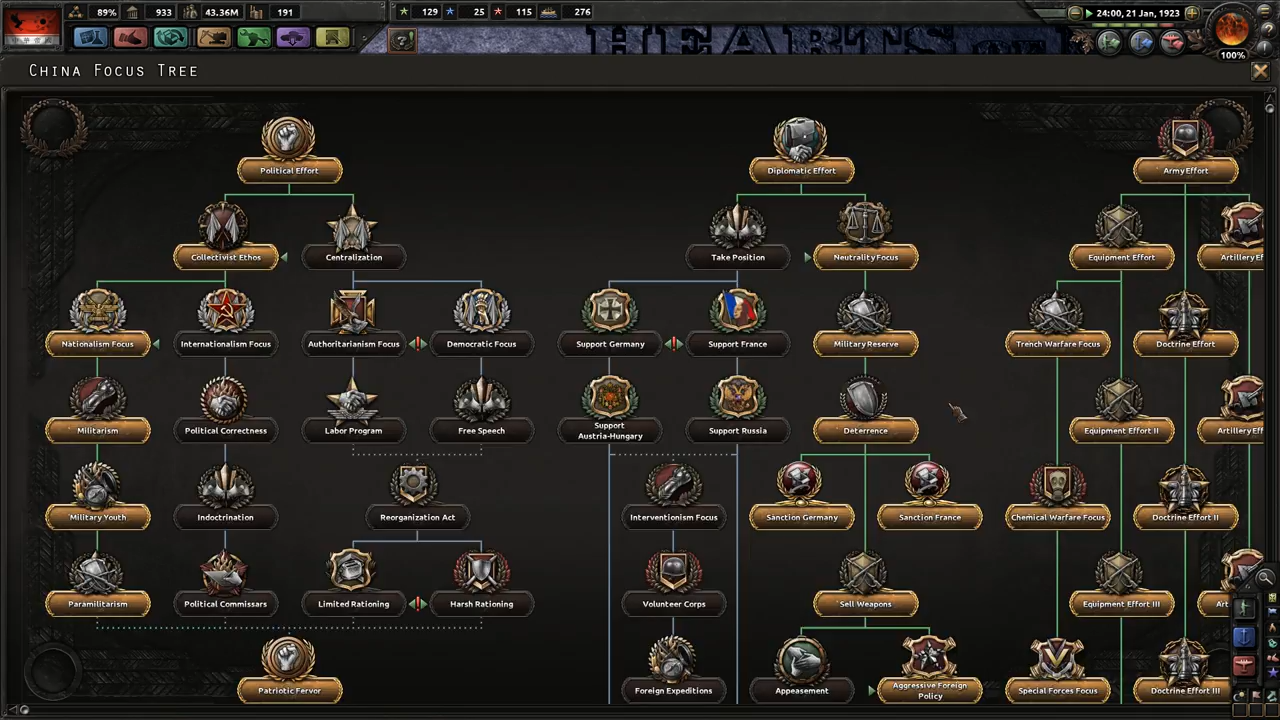 89% 933 43.36M 191 129 25 115 276 24:00, 21 Jan, 1923
100%
CHINA FOCUS TREE
Political Effort Diplomatic Effort Army Effort
Collectivist Ethos Centralization Take Position Neutrality Focus Equipment Effort Artillery Ef
Nationalism Focus Internationalism Focus Authoritarianism Focus Democratic Focus Support Germany Support France Military Reserve Trench Warfare Focus Doctrine Effort
Militarism Political Correctness Labor Program Free Speech Support Austria-Hungary Support Russia Deterrence Equipment Effort II Artillery Eff
Military Youth Indoctrination Reorganization Act Interventionism Focus Sanction Germany Sanction France Chemical Warfare Focus Doctrine Effort II
Paramilitarism Political Commissars Limited Rationing Harsh Rationing Volunteer Corps Sell Weapons Equipment Effort III Art
Patriotic Fervor Foreign Expeditions Appeasement Aggressive Foreign Policy Special Forces Focus Doctrine Effort III